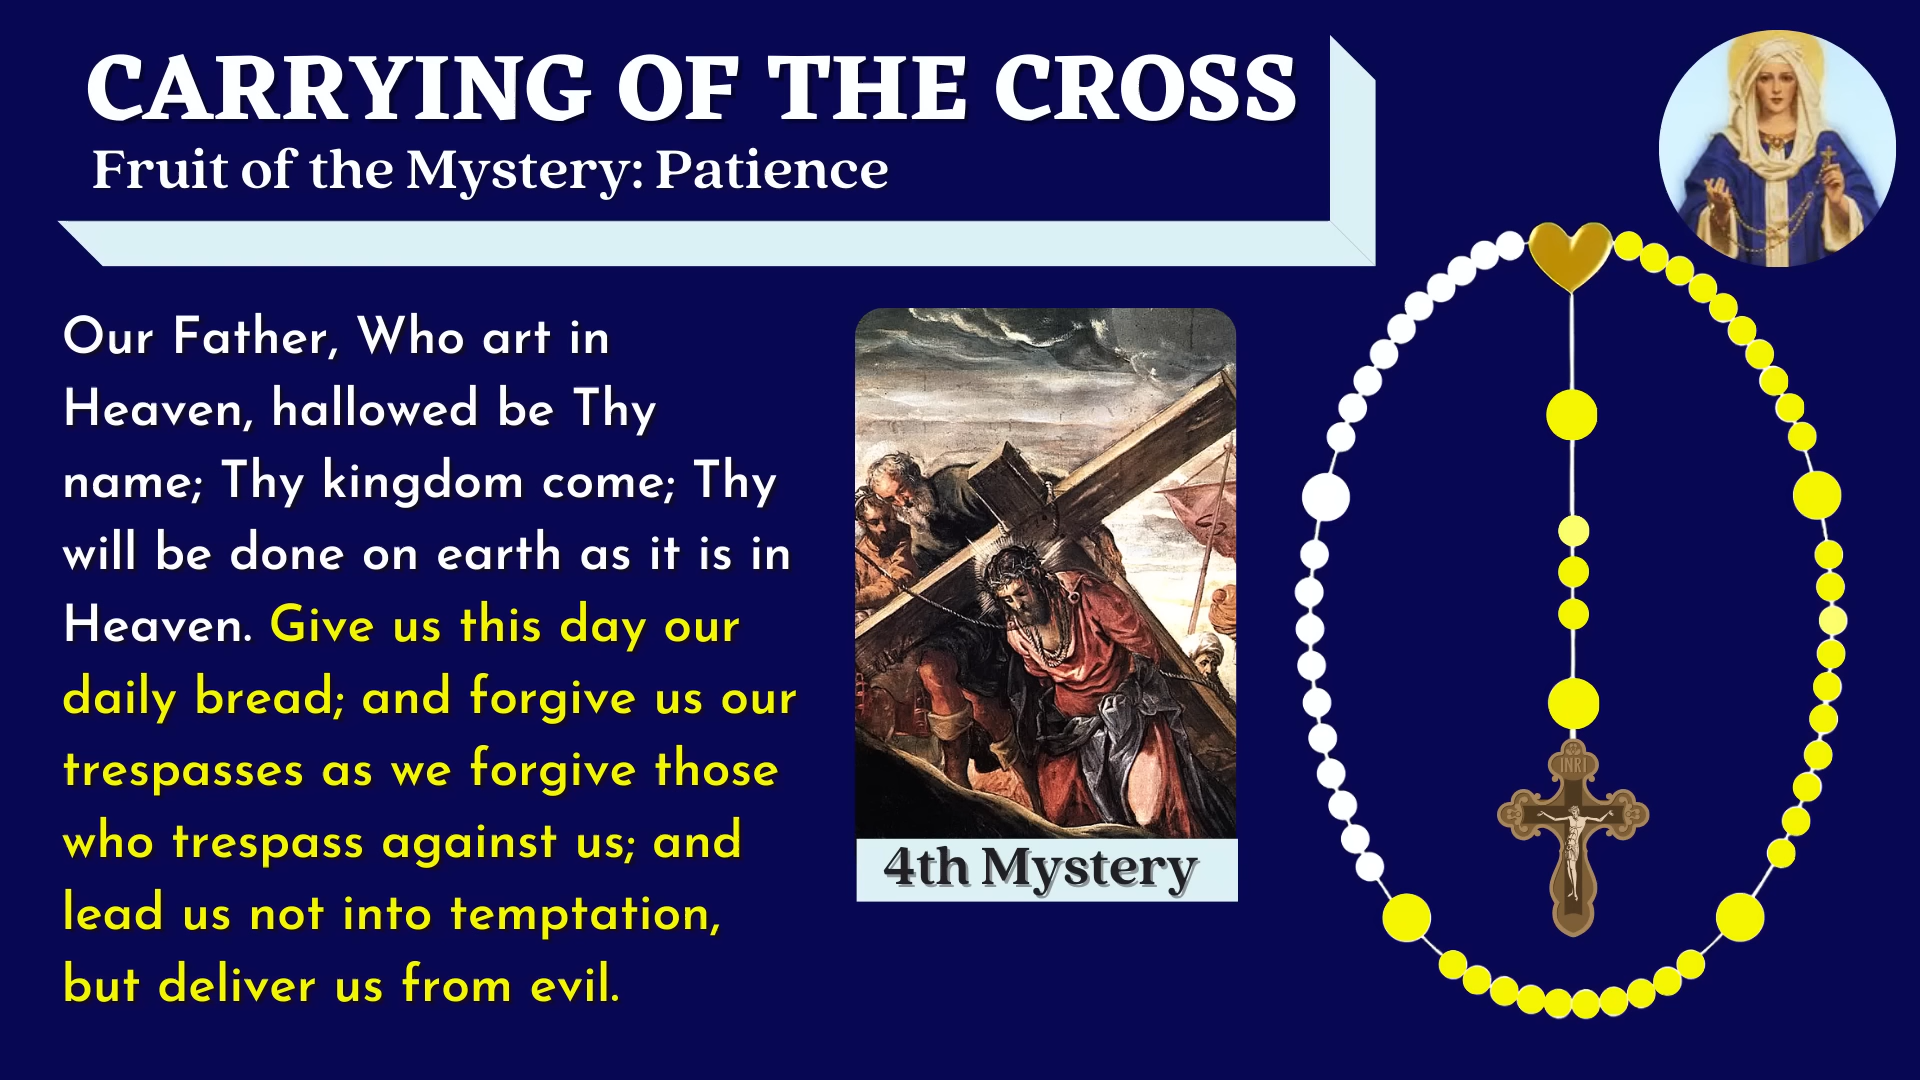 CARRYING OF THE CROSS
Fruit of the Mystery: Patience
Our Father, Who art in
Heaven, hallowed be Thy
name; Thy kingdom come; Thy
will be done on earth as it is in
Heaven. Give us this day our
daily bread; and forgive us our
trespasses as we forgive those
who trespass against us; and
lead us not into temptation,
but deliver us from evil.
4th Mystery
INRI